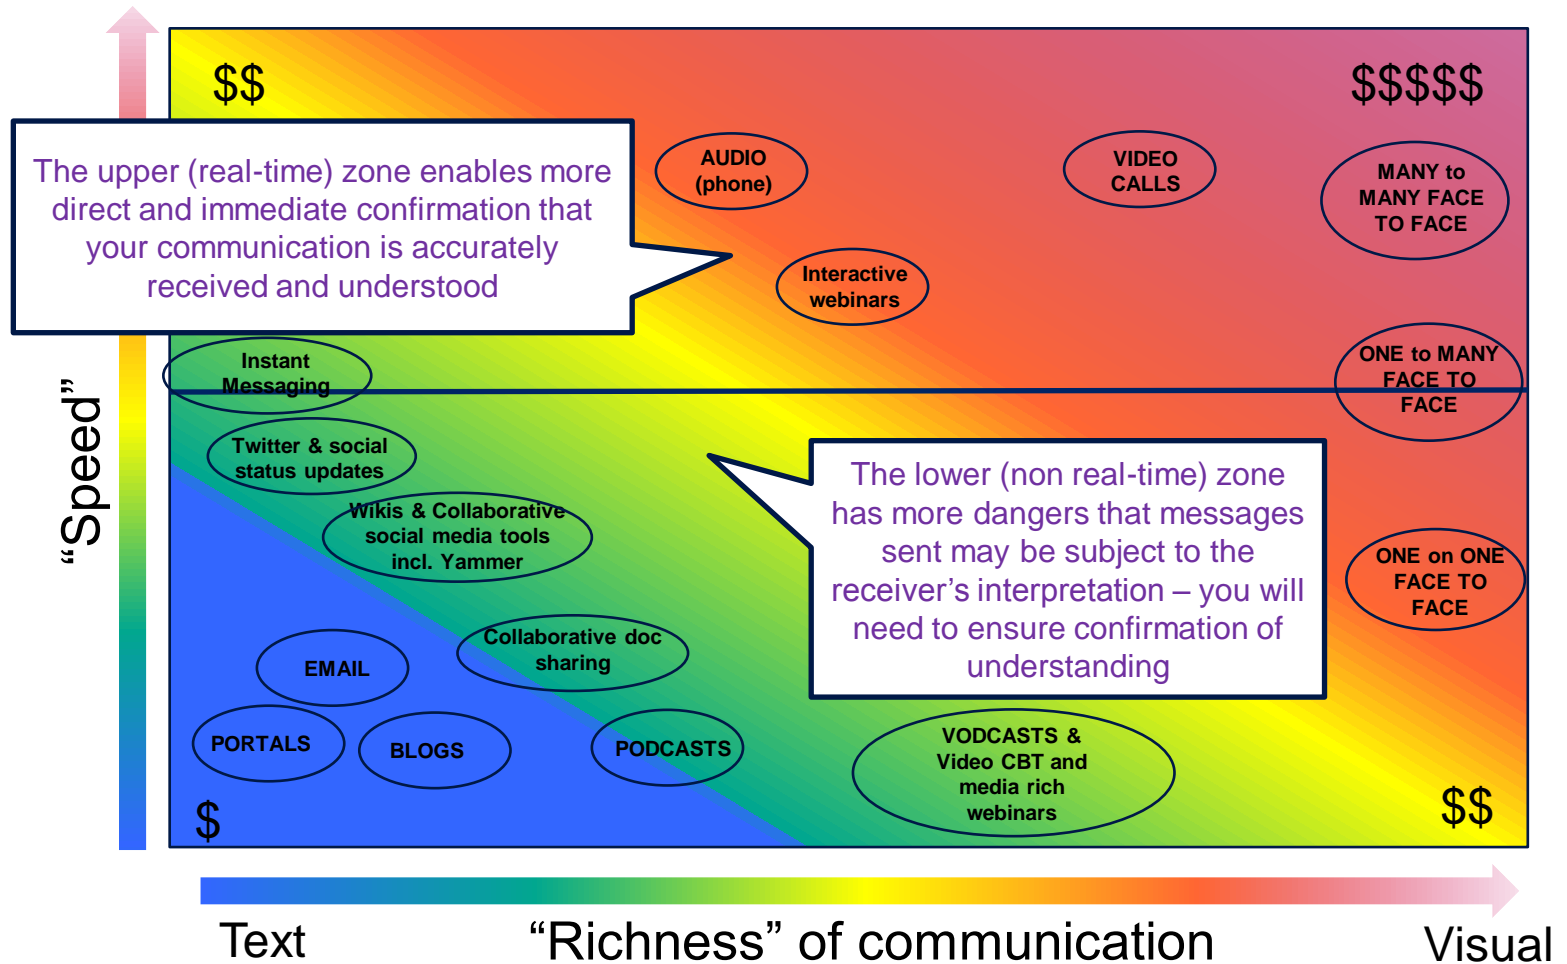 $$
$$$$$
The upper (real-time) zone enables more
direct and immediate confirmation that
your communication is accurately
received and understood
AUDIO
(phone)
VIDEO
CALLS
MANY to
MANY FACE
TO FACE
Interactive
webinars
Instant
Messaging
ONE to MANY
FACE TO
FACE
“Speed”
Twitter & social
status updates
The lower (non real-time) zone
has more dangers that messages
sent may be subject to the
receiver’s interpretation – you will
need to ensure confirmation of
understanding
Wikis & Collaborative
social media tools
incl. Yammer
ONE on ONE
FACE TO
FACE
Collaborative doc
sharing
EMAIL
PORTALS
BLOGS
PODCASTS
VODCASTS &
Video CBT and
media rich
webinars
$
$$
Text
“Richness” of communication
Visual